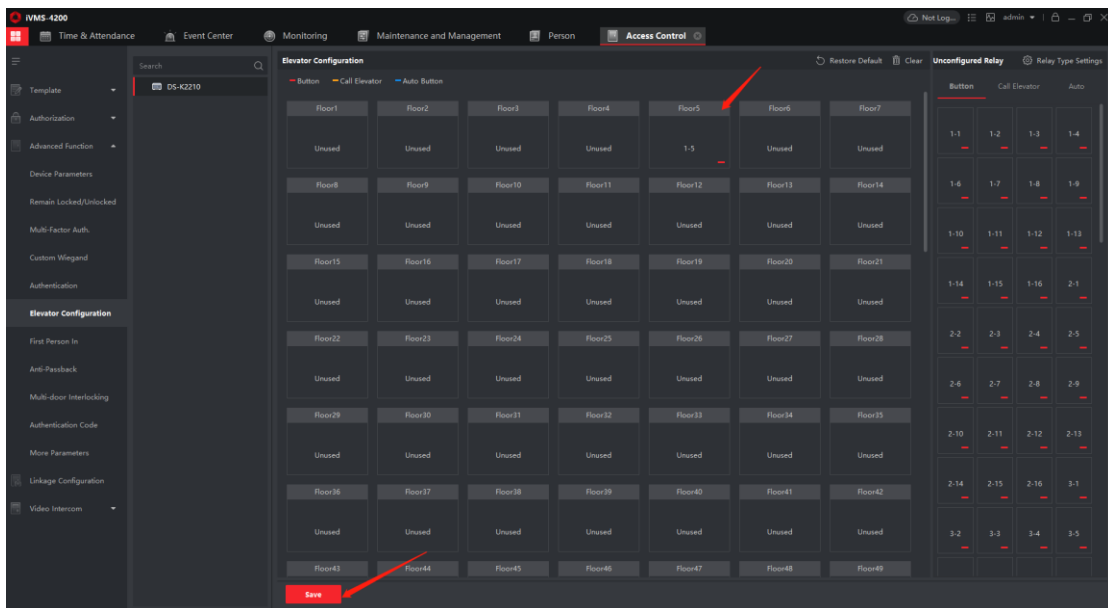 iVMS-4200
Not Log... admin
Time & Attendance Event Center Monitoring Maintenance and Management Person Access Control
Search
DS-K2210
Template
Authorization
Advanced Function
Device Parameters
Remain Locked/Unlocked
Multi-Factor Auth.
Custom Wiegand
Authentication
Elevator Configuration
First Person In
Anti-Passback
Multi-door Interlocking
Authentication Code
More Parameters
Linkage Configuration
Video Intercom
Elevator Configuration Restore Default Clear
Button Call Elevator Auto Button
Floor1 Floor2 Floor3 Floor4 Floor5 Floor6 Floor7
Unused Unused Unused Unused 1-5 Unused Unused
Floor8 Floor9 Floor10 Floor11 Floor12 Floor13 Floor14
Unused Unused Unused Unused Unused Unused Unused
Floor15 Floor16 Floor17 Floor18 Floor19 Floor20 Floor21
Unused Unused Unused Unused Unused Unused Unused
Floor22 Floor23 Floor24 Floor25 Floor26 Floor27 Floor28
Unused Unused Unused Unused Unused Unused Unused
Floor29 Floor30 Floor31 Floor32 Floor33 Floor34 Floor35
Unused Unused Unused Unused Unused Unused Unused
Floor36 Floor37 Floor38 Floor39 Floor40 Floor41 Floor42
Unused Unused Unused Unused Unused Unused Unused
Floor43 Floor44 Floor45 Floor46 Floor47 Floor48 Floor49
Save
Unconfigured Relay Relay Type Settings
Button Call Elevator Auto
1-1 1-2 1-3 1-4
1-6 1-7 1-8 1-9
1-10 1-11 1-12 1-13
1-14 1-15 1-16 2-1
2-2 2-3 2-4 2-5
2-6 2-7 2-8 2-9
2-10 2-11 2-12 2-13
2-14 2-15 2-16 3-1
3-2 3-3 3-4 3-5